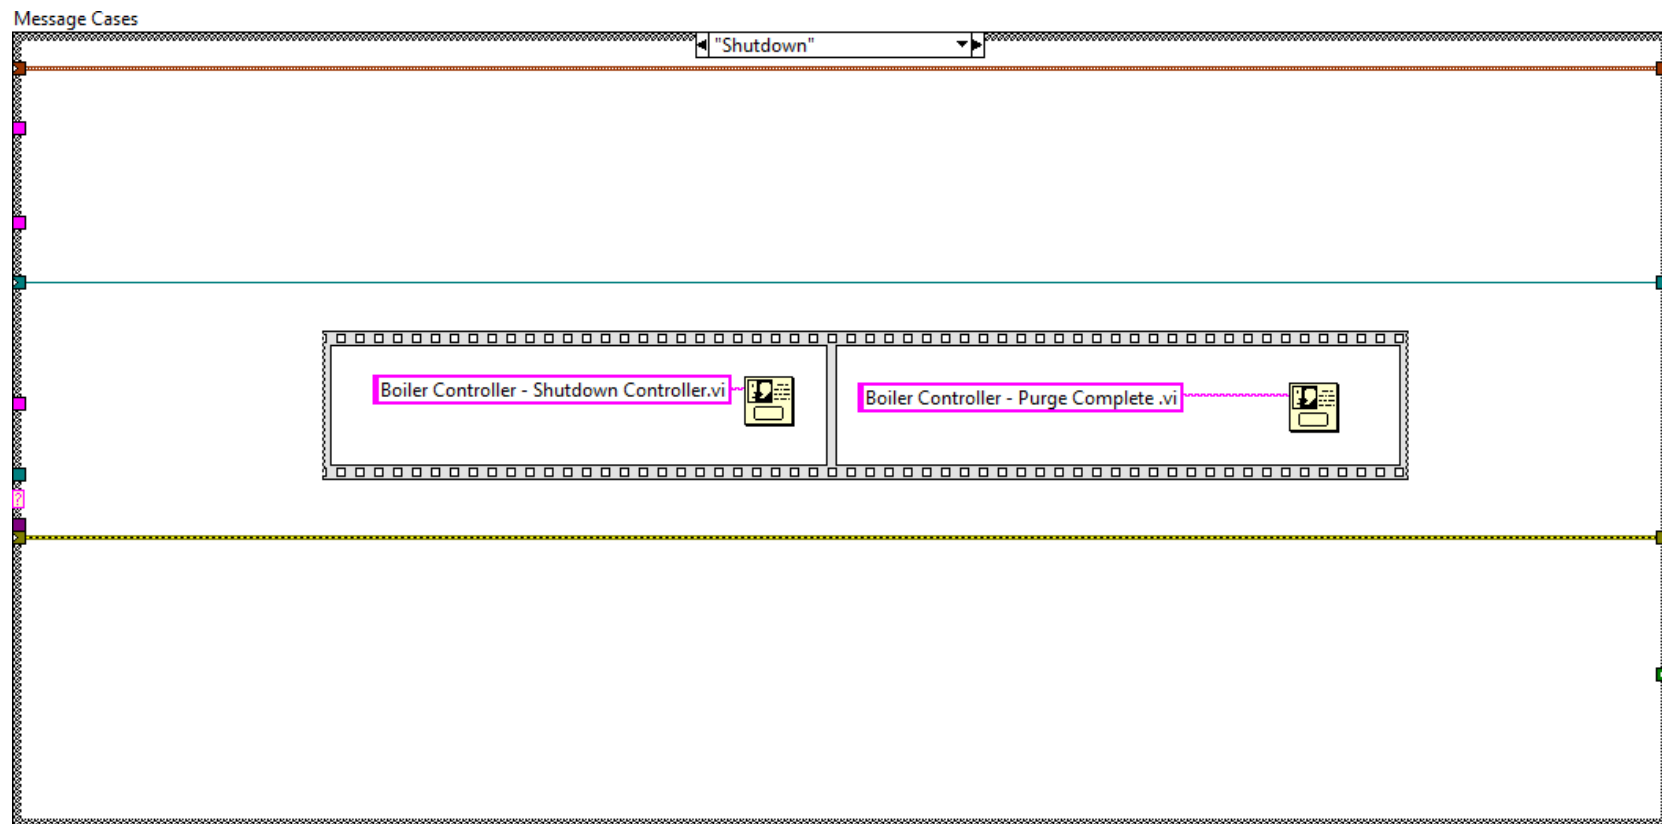 Message Cases
"Shutdown"
Boiler Controller - Shutdown Controller.vi
Boiler Controller - Purge Complete .vi
?